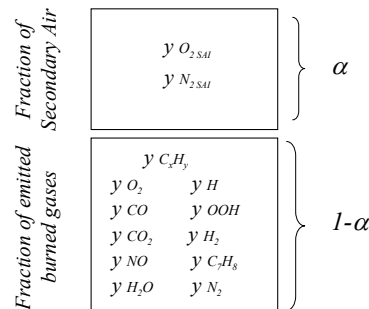 Fraction of
Secondary Air
y O2 SAI
y N2 SAI
α
Fraction of emitted
burned gases
y CxHy
y O2 y H
y CO y OOH
y CO2 y H2
y NO y C7H8
y H2O y N2
1-α